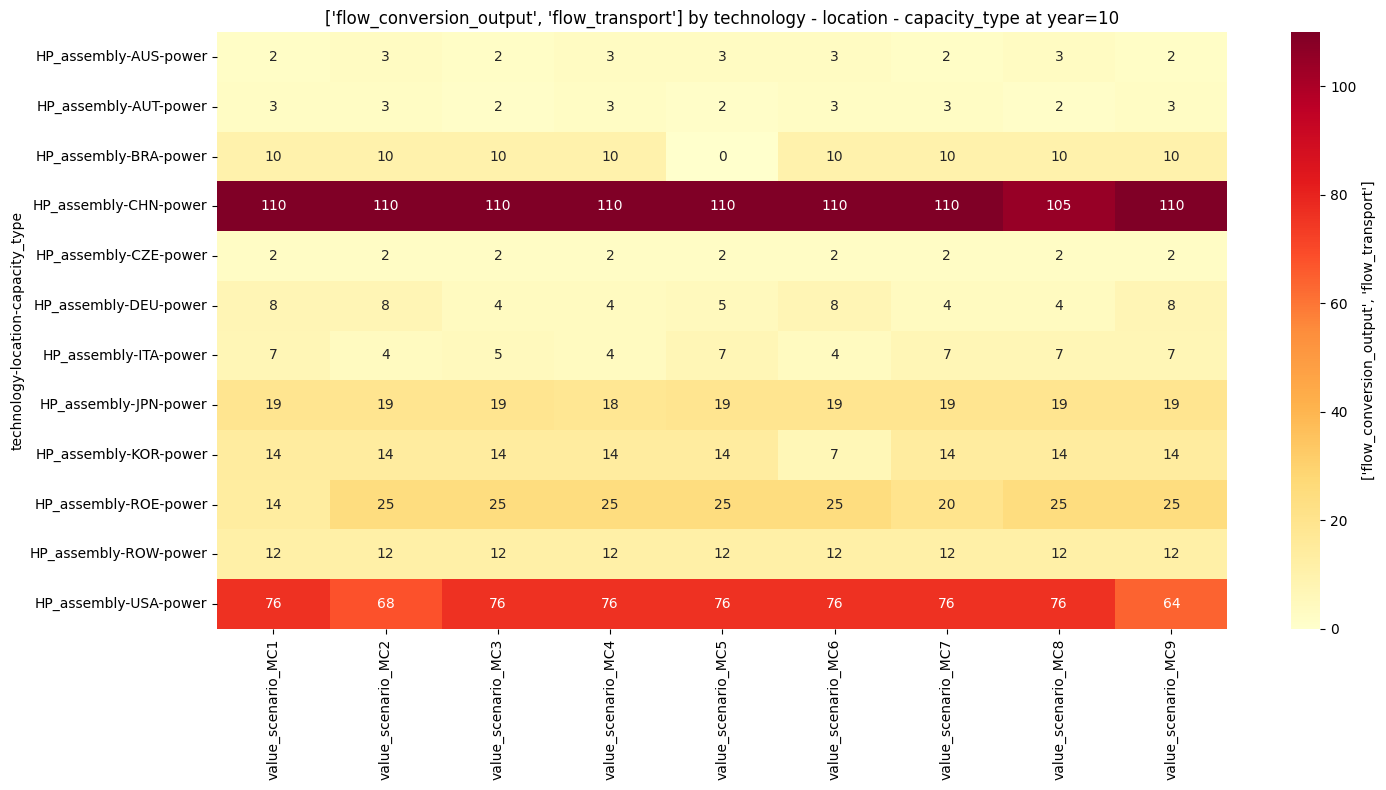 ['flow_conversion_output', 'flow_transport'] by technology - location - capacity_type at year=10
technology-location-capacity_type
HP_assembly-AUS-power 2 3 2 3 3 3 2 3 2
HP_assembly-AUT-power 3 3 2 3 2 3 3 2 3
HP_assembly-BRA-power 10 10 10 10 0 10 10 10 10
HP_assembly-CHN-power 110 110 110 110 110 110 110 105 110
HP_assembly-CZE-power 2 2 2 2 2 2 2 2 2
HP_assembly-DEU-power 8 8 4 4 5 8 4 4 8
HP_assembly-ITA-power 7 4 5 4 7 4 7 7 7
HP_assembly-JPN-power 19 19 19 18 19 19 19 19 19
HP_assembly-KOR-power 14 14 14 14 14 7 14 14 14
HP_assembly-ROE-power 14 25 25 25 25 25 20 25 25
HP_assembly-ROW-power 12 12 12 12 12 12 12 12 12
HP_assembly-USA-power 76 68 76 76 76 76 76 76 64
value_scenario_MC1
value_scenario_MC2
value_scenario_MC3
value_scenario_MC4
value_scenario_MC5
value_scenario_MC6
value_scenario_MC7
value_scenario_MC8
value_scenario_MC9
100
80
60
40
20
0
['flow_conversion_output', 'flow_transport']